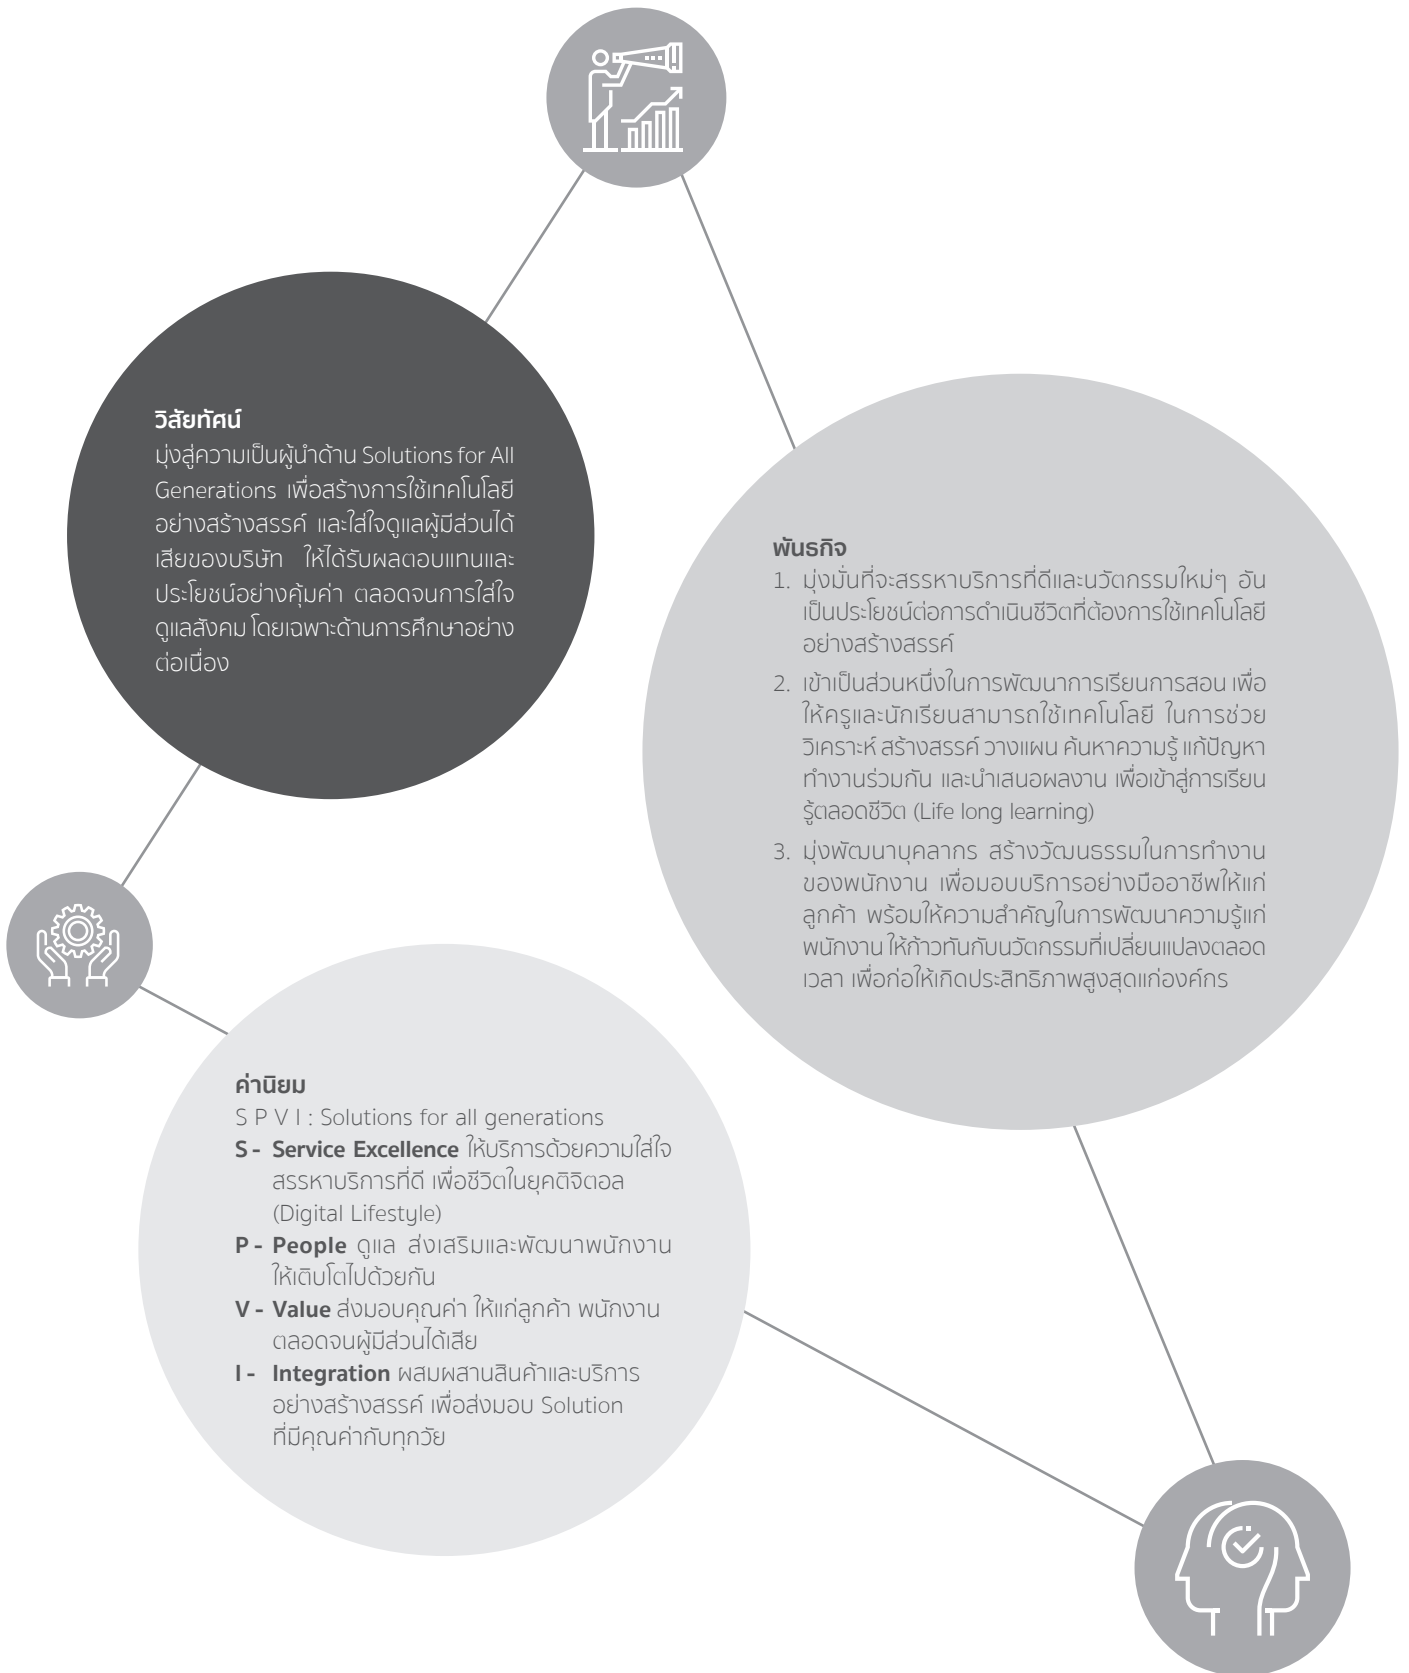 วิสัยทัศน์
มุ่งสู่ความเป็นผู้นำด้าน Solutions for All
Generations เพื่อสร้างการใช้เทคโนโลยี
อย่างสร้างสรรค์ และใส่ใจดูแลผู้มีส่วนได้
เสียของบริษัท ให้ได้รับผลตอบแทนและ
ประโยชน์อย่างคุ้มค่า ตลอดจนการใส่ใจ
ดูแลสังคม โดยเฉพาะด้านการศึกษาอย่าง
ต่อเนื่อง
พันธกิจ
1. มุ่งมั่นที่จะสรรหาบริการที่ดีและนวัตกรรมใหม่ๆ อัน
เป็นประโยชน์ต่อการดำเนินชีวิตที่ต้องการใช้เทคโนโลยี
อย่างสร้างสรรค์
2. เข้าเป็นส่วนหนึ่งในการพัฒนาการเรียนการสอน เพื่อ
ให้ครูและนักเรียนสามารถใช้เทคโนโลยี ในการช่วย
วิเคราะห์ สร้างสรรค์ วางแผน ค้นหาความรู้ แก้ปัญหา
ทำงานร่วมกัน และนำเสนอผลงาน เพื่อเข้าสู่การเรียน
รู้ตลอดชีวิต (Life long learning)
3. มุ่งพัฒนาบุคลากร สร้างวัฒนธรรมในการทำงาน
ของพนักงาน เพื่อมอบบริการอย่างมืออาชีพให้แก่
ลูกค้า พร้อมให้ความสำคัญในการพัฒนาความรู้แก่
พนักงาน ให้ก้าวทันกับนวัตกรรมที่เปลี่ยนแปลงตลอด
เวลา เพื่อก่อให้เกิดประสิทธิภาพสูงสุดแก่องค์กร
ค่านิยม
S P V I : Solutions for all generations
S - Service Excellence ให้บริการด้วยความใส่ใจ
สรรหาบริการที่ดี เพื่อชีวิตในยุคดิจิตอล
(Digital Lifestyle)
P - People ดูแล ส่งเสริมและพัฒนาพนักงาน
ให้เติบโตไปด้วยกัน
V - Value ส่งมอบคุณค่า ให้แก่ลูกค้า พนักงาน
ตลอดจนผู้มีส่วนได้เสีย
I - Integration ผสมผสานสินค้าและบริการ
อย่างสร้างสรรค์ เพื่อส่งมอบ Solution
ที่มีคุณค่ากับทุกวัย